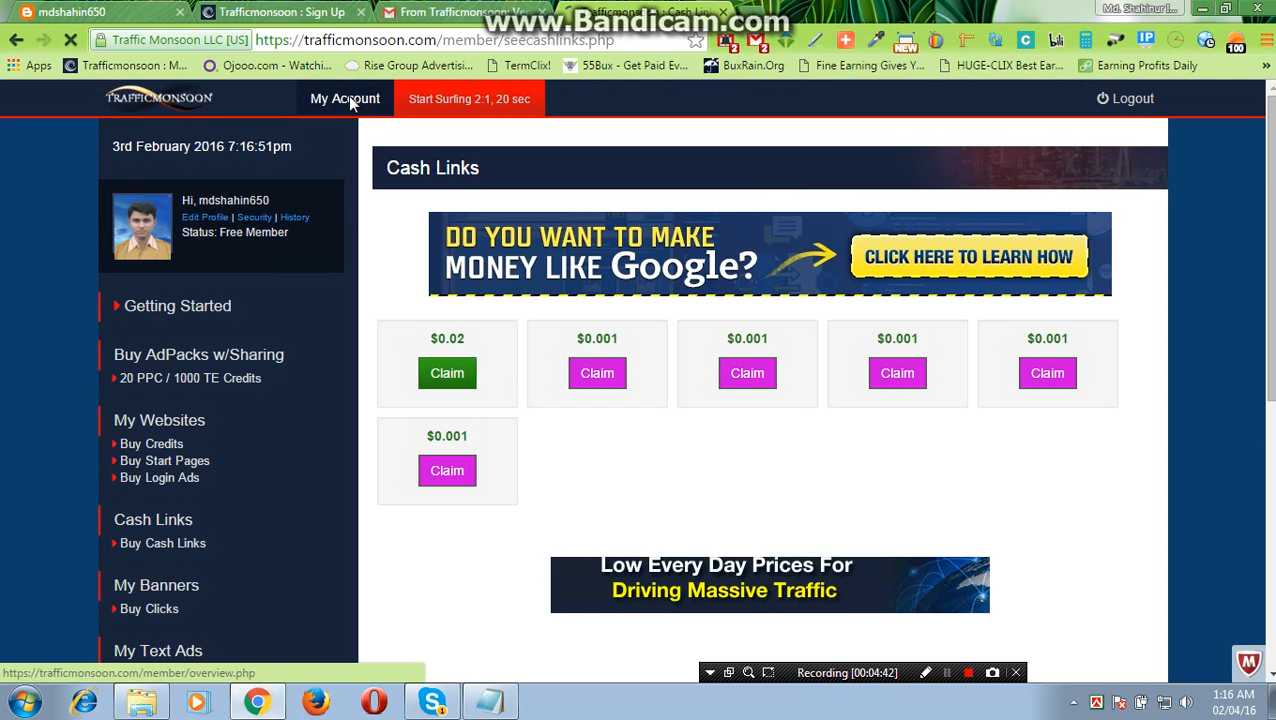 mdshahin650
Trafficmonsoon : Sign Up
From Trafficmonsoon:
: Cash Lin
Md. Shahinur I...
www.Bandicam.com
Traffic Monsoon LLC [US]
https://trafficmonsoon.com/member/seecashlinks.php
Apps
Trafficmonsoon : M...
Ojooo.com - Watchi...
Rise Group Advertisi...
TermClix!
55Bux - Get Paid Ev...
BuxRain.Org
Fine Earning Gives Y...
HUGE-CLIX Best Ear...
Earning Profits Daily
TRAFFICMONSOON
My Account
Start Surfing 2:1, 20 sec
Logout
3rd February 2016 7:16:51pm
Hi, mdshahin650
Edit Profile | Security | History
Status: Free Member
Getting Started
Buy AdPacks w/Sharing
20 PPC / 1000 TE Credits
My Websites
Buy Credits
Buy Start Pages
Buy Login Ads
Cash Links
Buy Cash Links
My Banners
Buy Clicks
My Text Ads
Cash Links
DO YOU WANT TO MAKE
MONEY LIKE Google?
CLICK HERE TO LEARN HOW
$0.02
Claim
$0.001
Claim
$0.001
Claim
$0.001
Claim
$0.001
Claim
$0.001
Claim
Low Every Day Prices For
Driving Massive Traffic
https://trafficmonsoon.com/member/overview.php
Recording [00:04:42]
1:16 AM
02/04/16